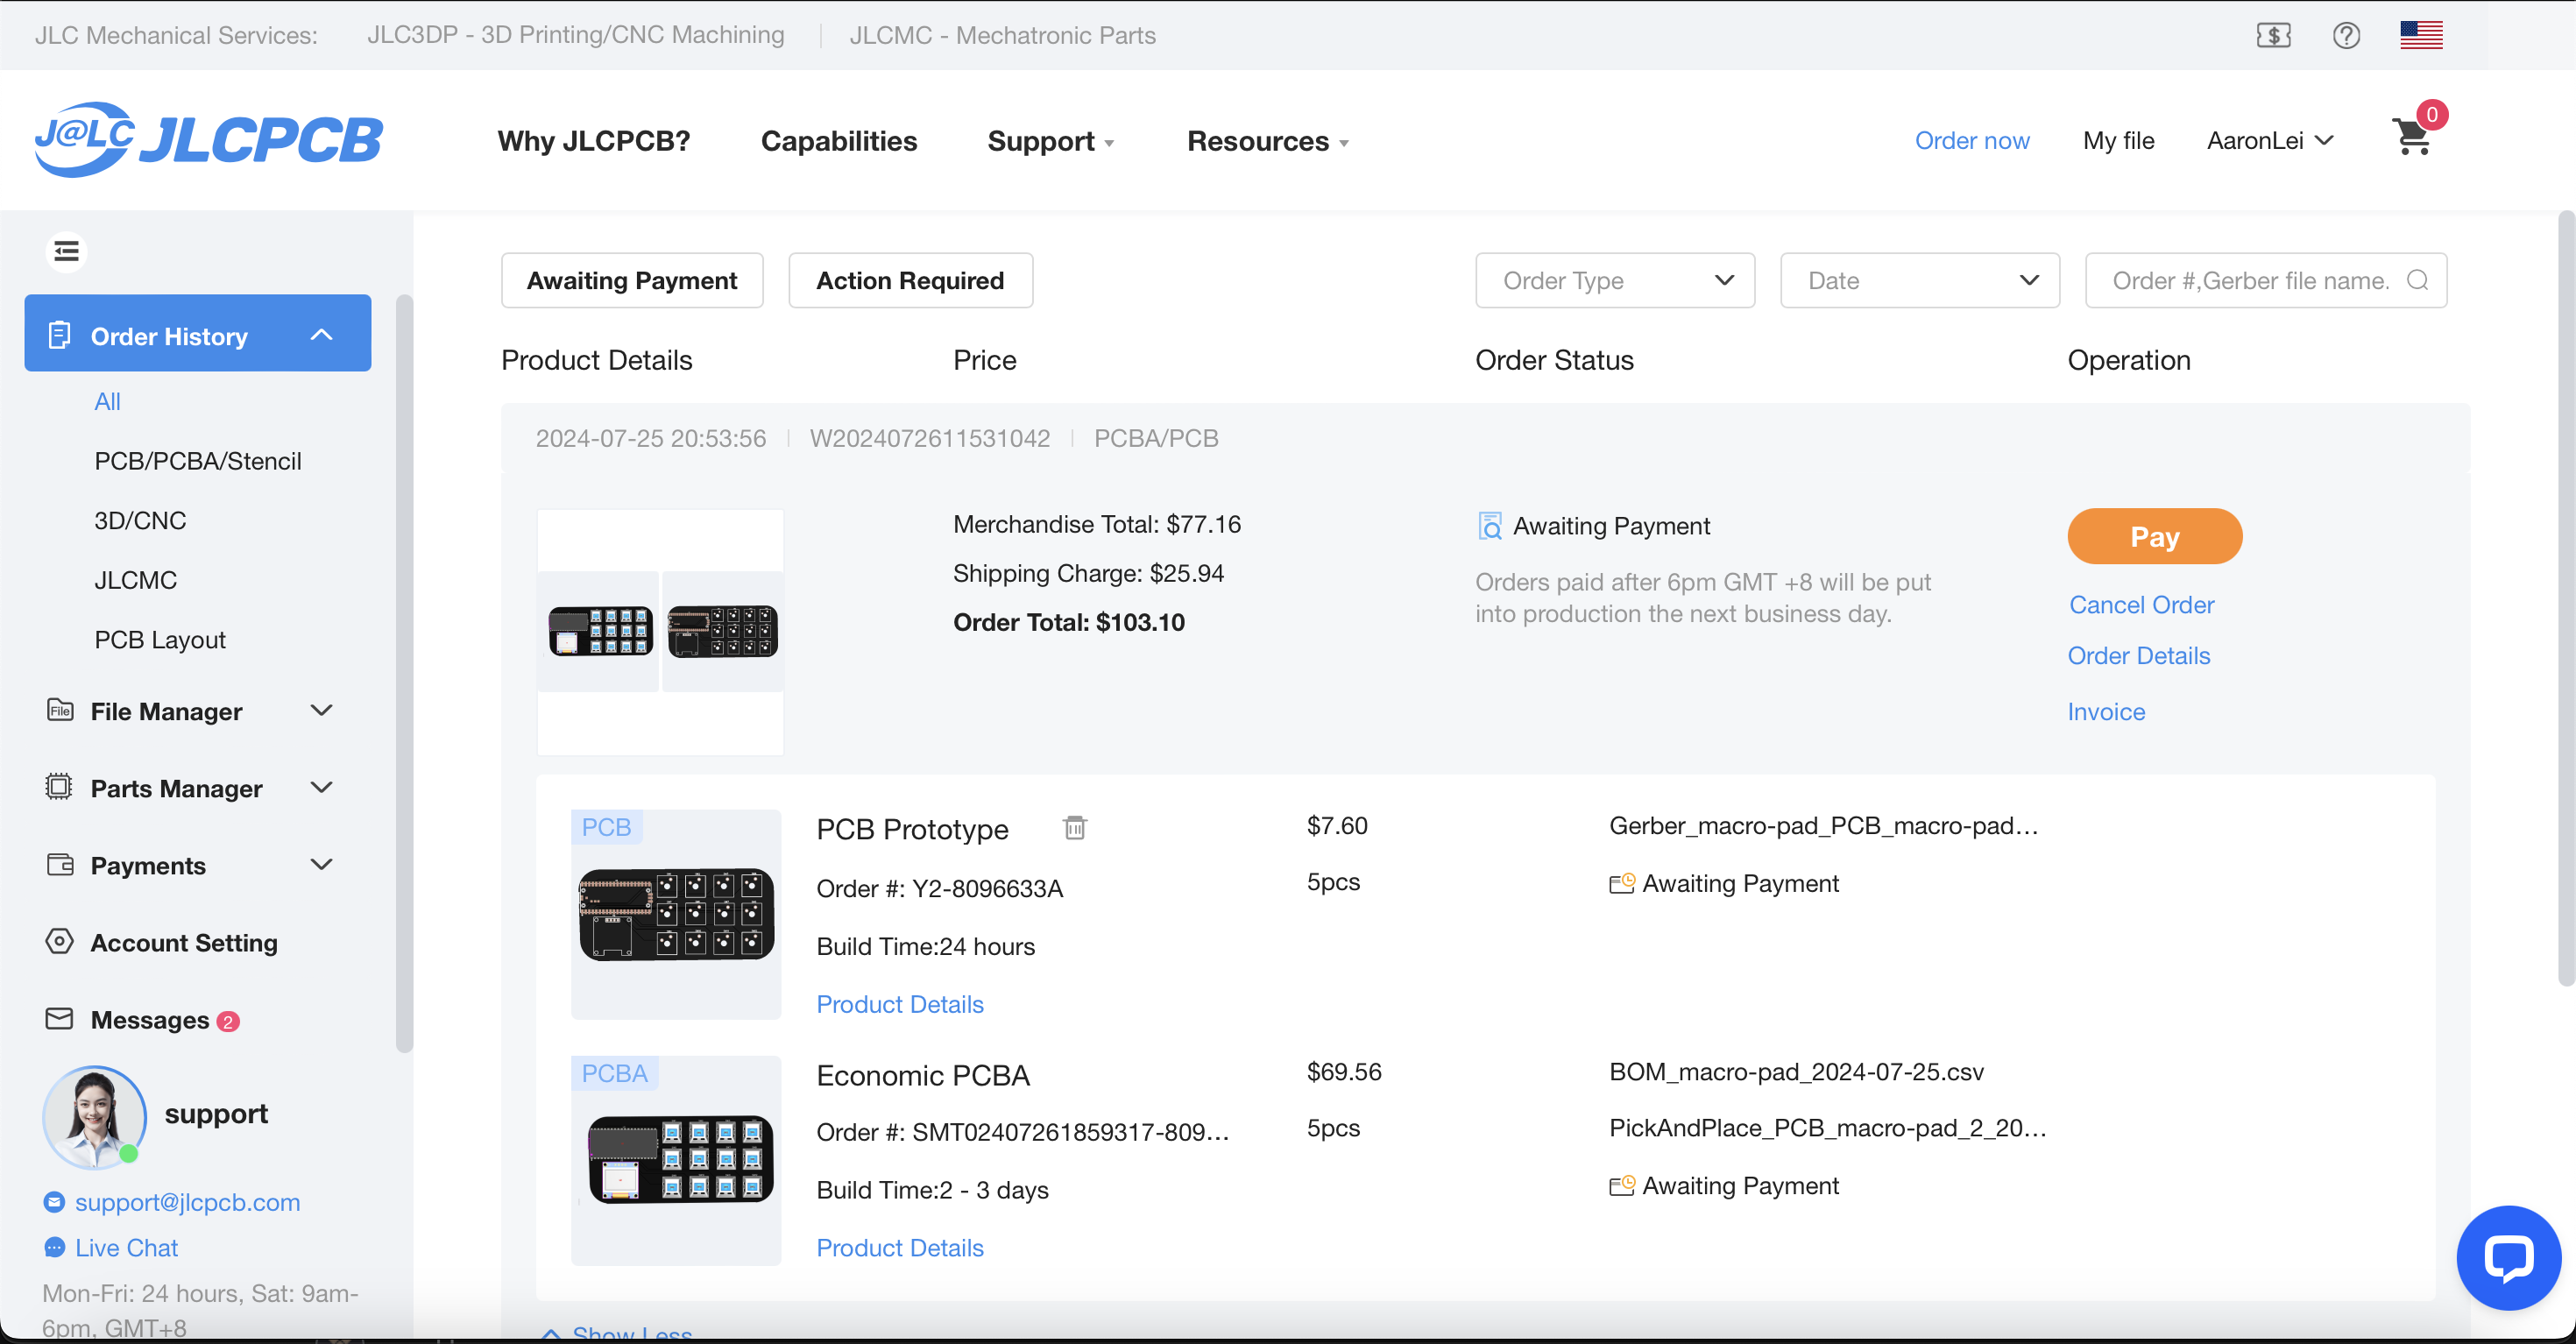 JLC Mechanical Services: JLC3DP - 3D Printing/CNC Machining JLCMC - Mechatronic Parts
J@LC JLCPCB
Why JLCPCB? Capabilities Support Resources
Order now My file AaronLei 0
Awaiting Payment Action Required Order Type Date Order #,Gerber file name.
Order History
All
PCB/PCBA/Stencil
3D/CNC
JLCMC
PCB Layout
File Manager
Parts Manager
Payments
Account Setting
Messages 2
support
support@jlcpcb.com
Live Chat
Mon-Fri: 24 hours, Sat: 9am-
6pm, GMT+8
Product Details Price Order Status Operation
2024-07-25 20:53:56 W2024072611531042 PCBA/PCB
Merchandise Total: $77.16
Shipping Charge: $25.94
Order Total: $103.10
Awaiting Payment
Orders paid after 6pm GMT +8 will be put
into production the next business day.
Pay
Cancel Order
Order Details
Invoice
PCB
PCB Prototype $7.60 Gerber_macro-pad_PCB_macro-pad...
Order #: Y2-8096633A 5pcs Awaiting Payment
Build Time:24 hours
Product Details
PCBA
Economic PCBA $69.56 BOM_macro-pad_2024-07-25.csv
Order #: SMT02407261859317-809... 5pcs PickAndPlace_PCB_macro-pad_2_20...
Build Time:2 - 3 days Awaiting Payment
Product Details
Show Less